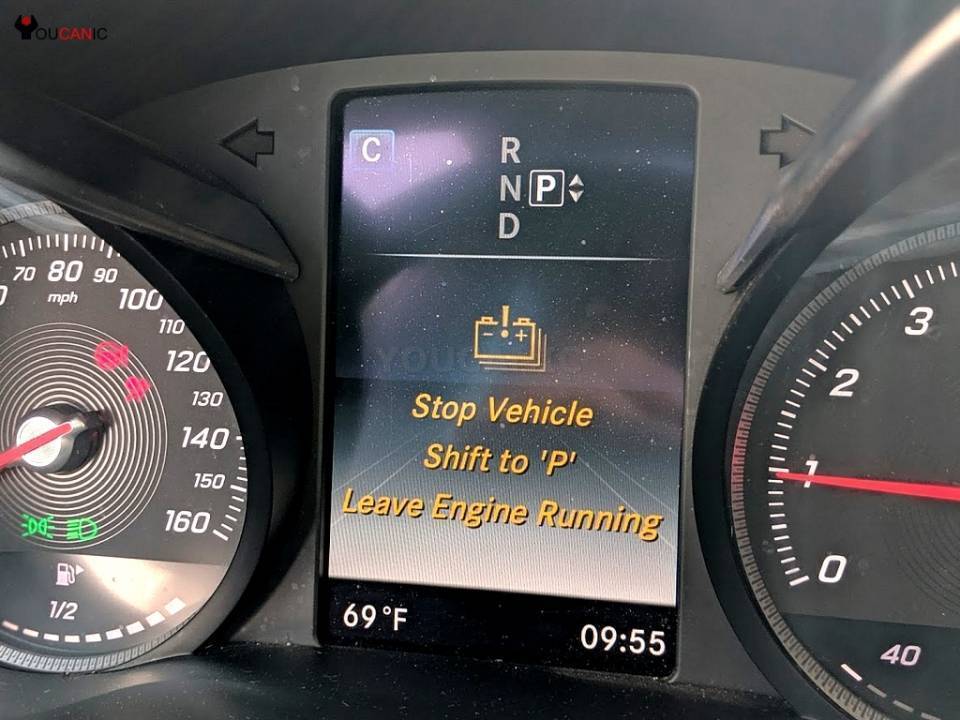 YOUCANIC
C
R
N P
D
70 80 90
mph
100
110
120
130
140
150
160
1/2
Stop Vehicle
Shift to 'P'
Leave Engine Running
69°F
09:55
3
2
1
0
40